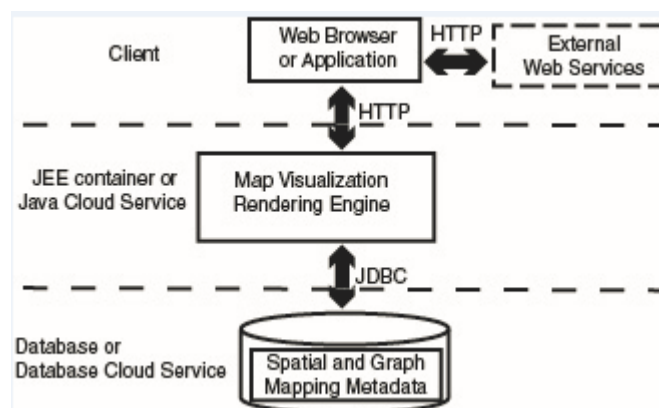 Client
Web Browser
or Application
HTTP
External
Web Services
HTTP
JEE container or
Java Cloud Service
Map Visualization
Rendering Engine
JDBC
Database or
Database Cloud Service
Spatial and Graph
Mapping Metadata